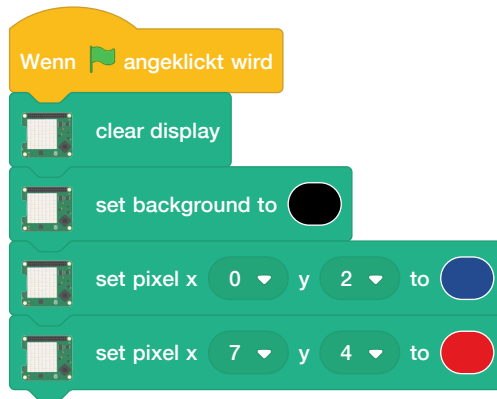 Wenn angeklickt wird
clear display
set background to
set pixel x 0 y 2 to
set pixel x 7 y 4 to